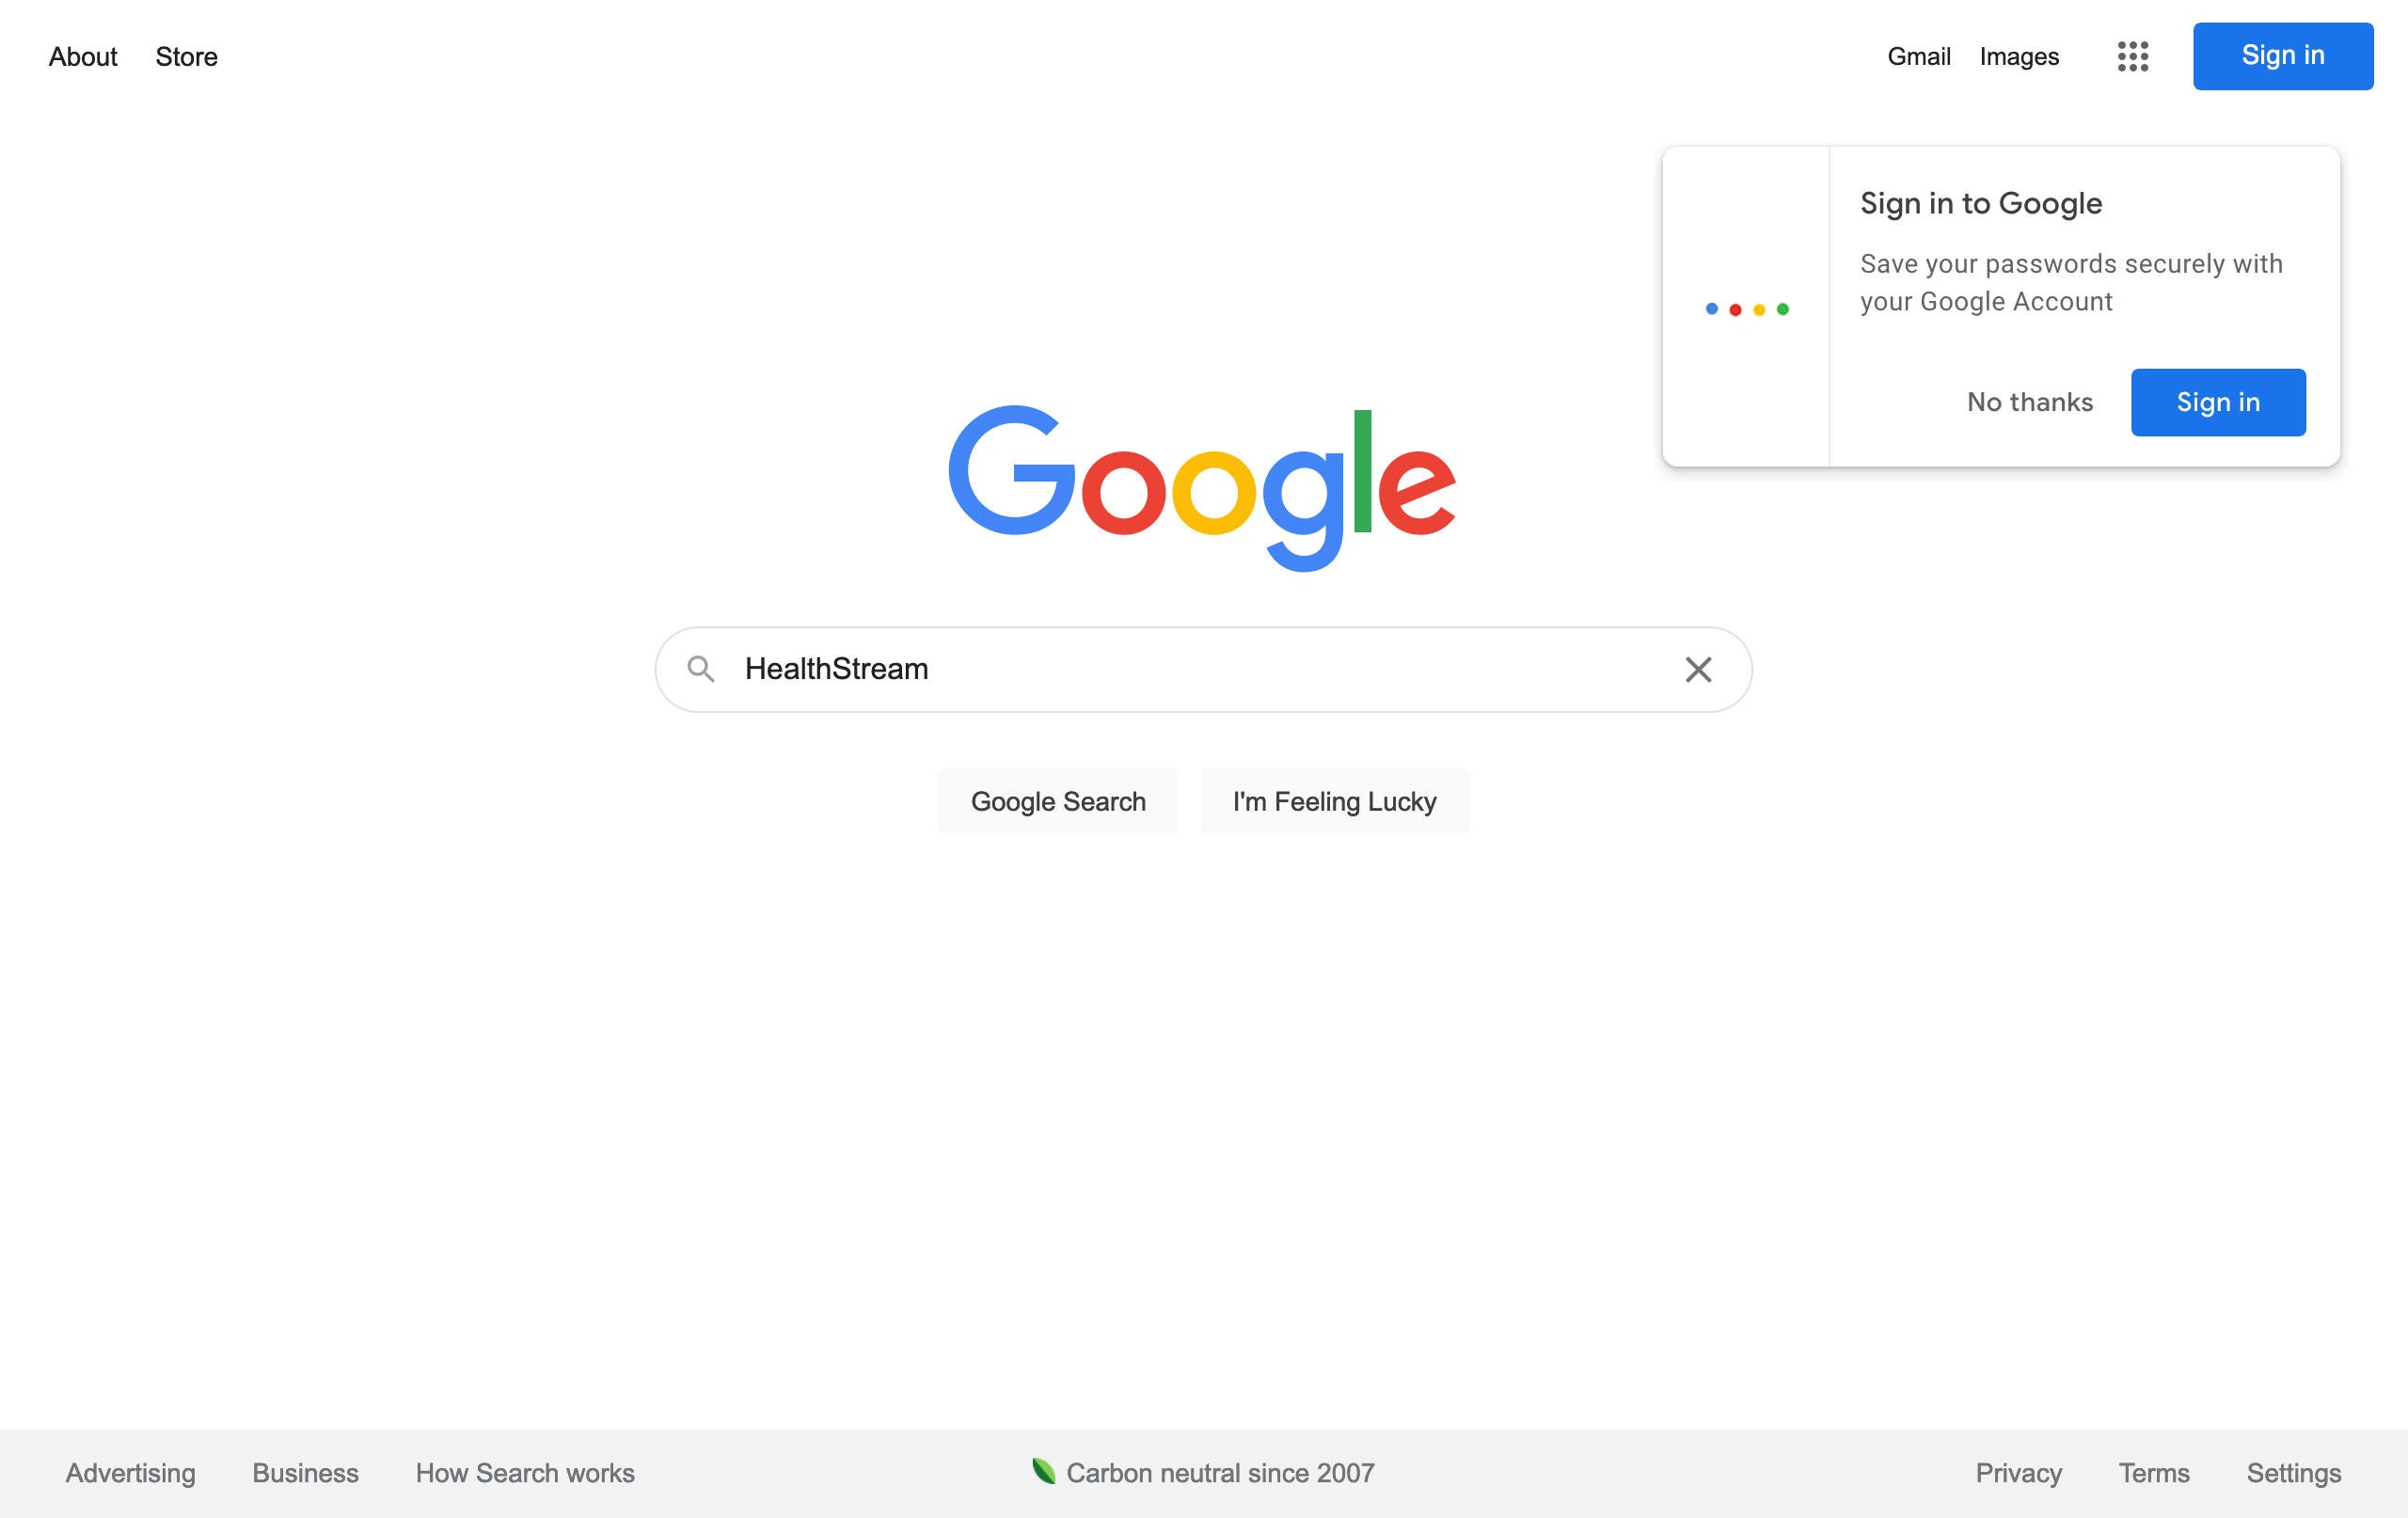 About Store
Gmail Images Sign in
Sign in to Google
Save your passwords securely with
your Google Account
No thanks Sign in
Google
HealthStream
Google Search I'm Feeling Lucky
Advertising Business How Search works Carbon neutral since 2007 Privacy Terms Settings